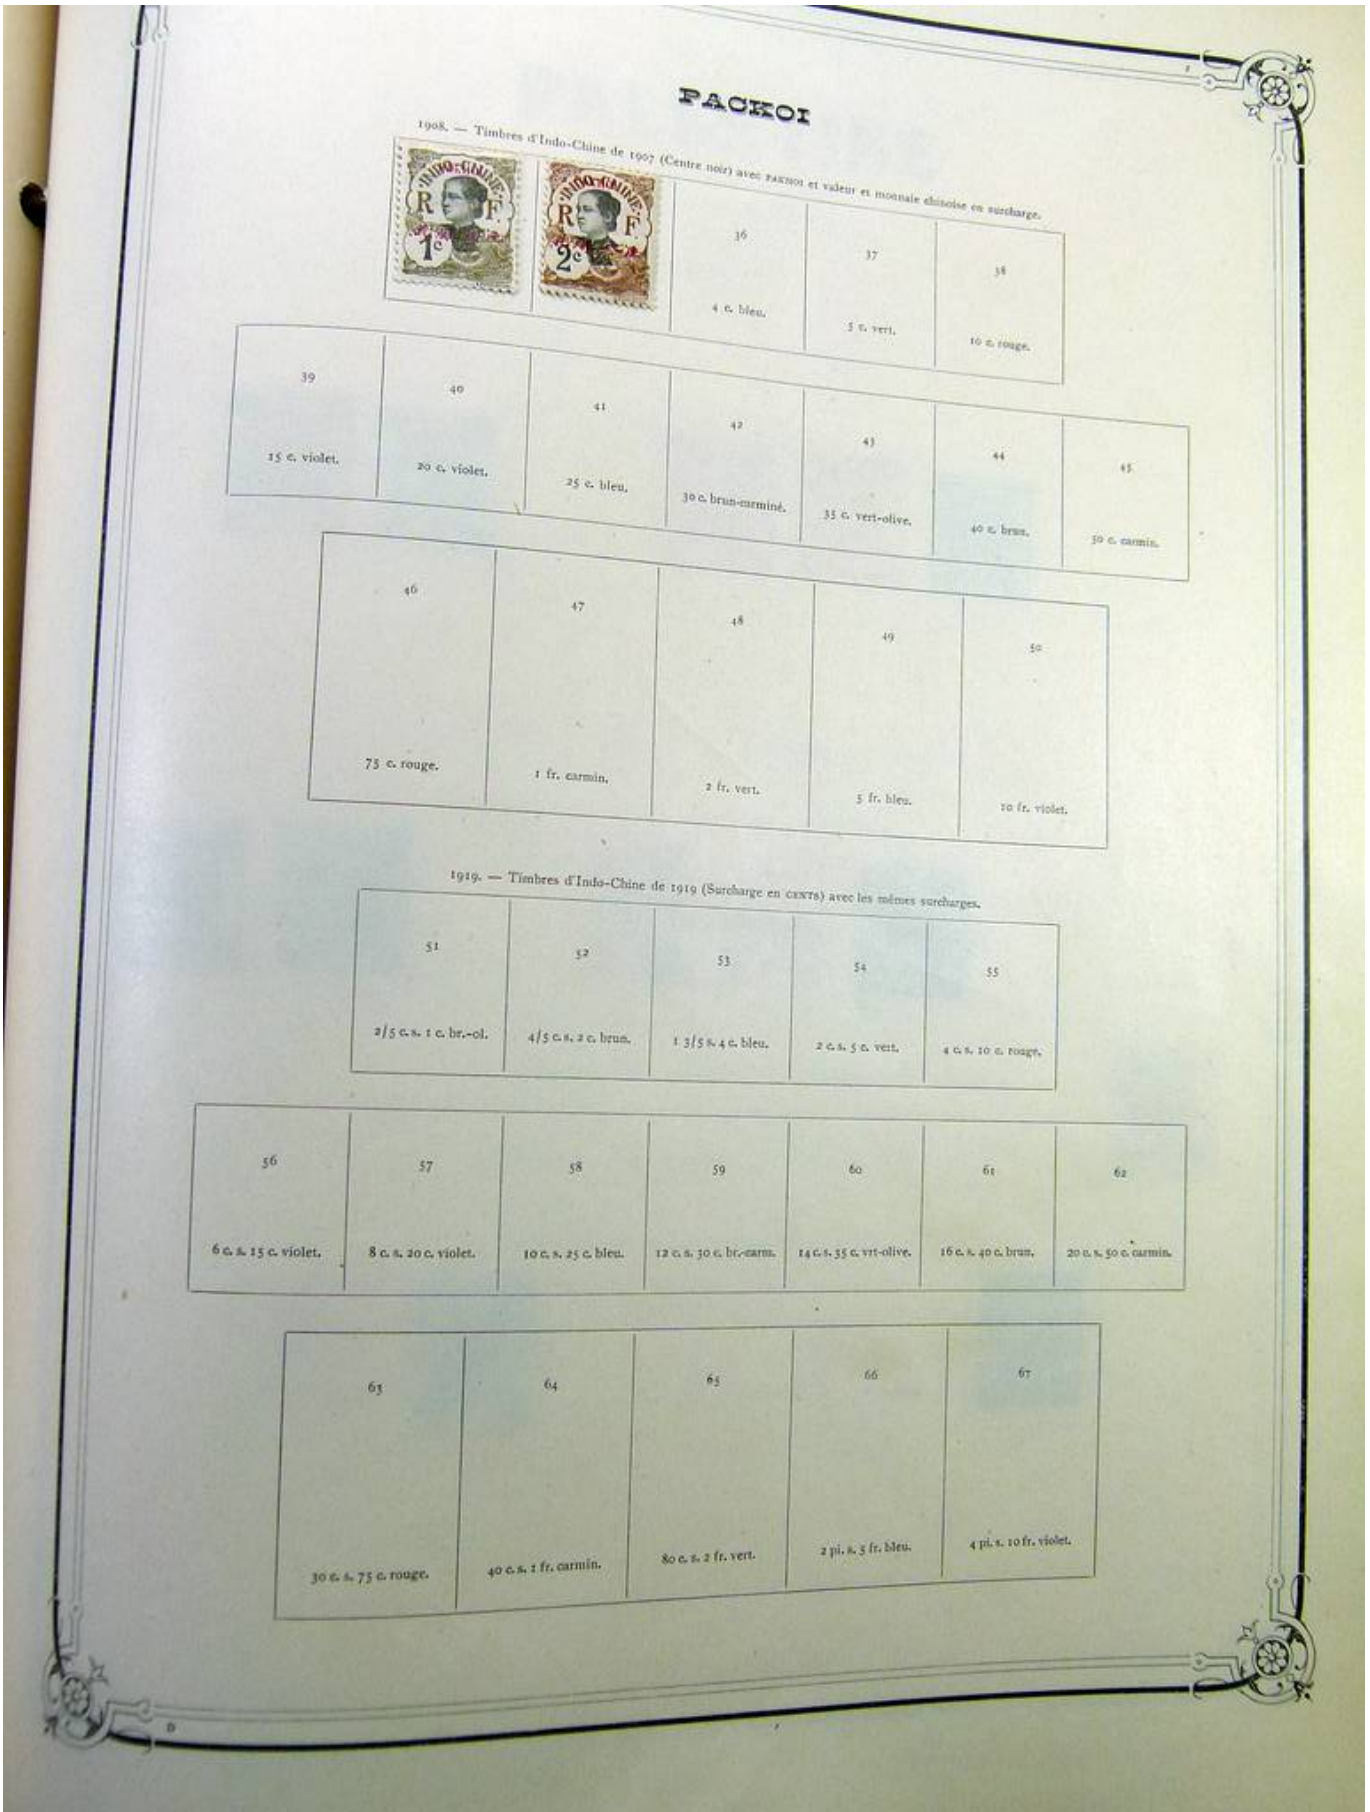 PACKOI
1908. — Timbres d'Indo-Chine de 1907 (Centre noir) avec PAKHOI et valeur et monnaie chinoise en surcharge.
INDO-CHINE
R F
1c
INDO-CHINE
R F
2c
36
4 c. bleu.
37
5 c. vert.
38
10 c. rouge.
39
15 c. violet.
40
20 c. violet.
41
25 c. bleu.
42
30 c. brun-carminé.
43
35 c. vert-olive.
44
40 c. brun.
45
50 c. carmin.
46
75 c. rouge.
47
1 fr. carmin.
48
2 fr. vert.
49
5 fr. bleu.
50
10 fr. violet.
1919. — Timbres d'Indo-Chine de 1919 (Surcharge en CENTS) avec les mêmes surcharges.
51
2/5 c. s. 1 c. br.-ol.
52
4/5 c. s. 2 c. brun.
53
1 3/5 s. 4 c. bleu.
54
2 c. s. 5 c. vert.
55
4 c. s. 10 c. rouge.
56
6 c. s. 15 c. violet.
57
8 c. s. 20 c. violet.
58
10 c. s. 25 c. bleu.
59
12 c. s. 30 c. br.-carm.
60
14 c. s. 35 c. vrt-olive.
61
16 c. s. 40 c. brun.
62
20 c. s. 50 c. carmin.
63
30 c. s. 75 c. rouge.
64
40 c. s. 1 fr. carmin.
65
80 c. s. 2 fr. vert.
66
2 pi. s. 5 fr. bleu.
67
4 pi. s. 10 fr. violet.